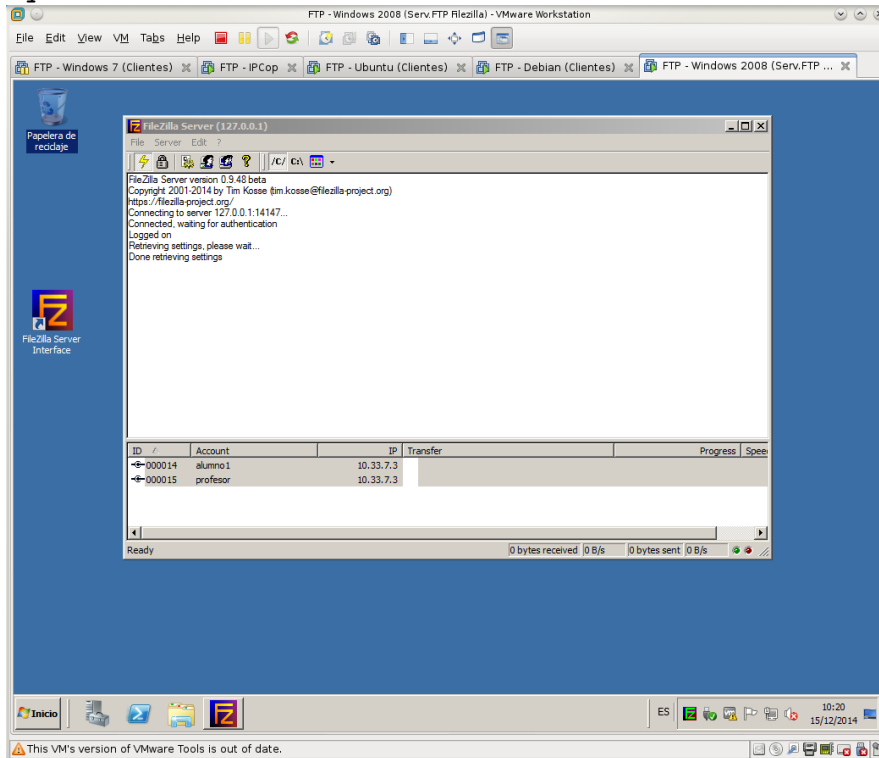 FTP - Windows 2008 (Serv.FTP Filezilla) - VMware Workstation
File Edit View VM Tabs Help
FTP - Windows 7 (Clientes) FTP - IPCop FTP - Ubuntu (Clientes) FTP - Debian (Clientes) FTP - Windows 2008 (Serv.FTP ...
Papelera de
reciclaje
FileZilla Server (127.0.0.1)
File Server Edit ?
/C/ C:\
FileZilla Server version 0.9.48 beta
Copyright 2001-2014 by Tim Kosse (tim.kosse@filezilla-project.org)
https://filezilla-project.org/
Connecting to server 127.0.0.1:14147...
Connected, waiting for authentication
Logged on
Retrieving settings, please wait...
Done retrieving settings
FileZilla Server
Interface
ID / Account IP Transfer Progress Speed
000014 alumno1 10.33.7.3
000015 profesor 10.33.7.3
Ready 0 bytes received 0 B/s 0 bytes sent 0 B/s
Inicio ES 10:20
15/12/2014
This VM's version of VMware Tools is out of date.